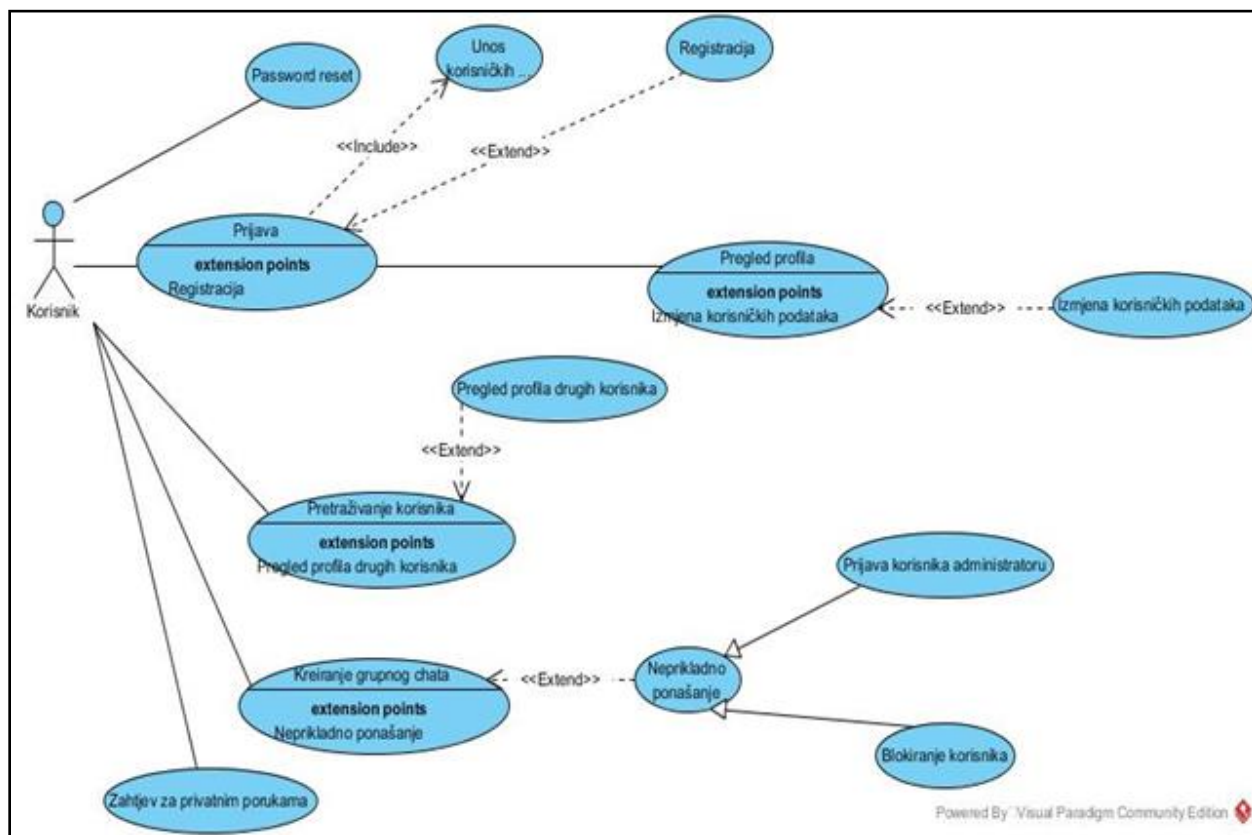 Password reset
Unos
korisničkih ...
Registracija
<<Include>>
<<Extend>>
Korisnik
Prijava
extension points
Registracija
Pregled profila
extension points
Izmjena korisničkih podataka
<<Extend>>
Izmjena korisničkih podataka
Pregled profila drugih korisnika
<<Extend>>
Pretraživanje korisnika
extension points
Pregled profila drugih korisnika
Prijava korisnika administratoru
Kreiranje grupnog chata
extension points
Neprikladno ponašanje
<<Extend>>
Neprikladno
ponašanje
Blokiranje korisnika
Zahtjev za privatnim porukama
Powered By Visual Paradigm Community Edition